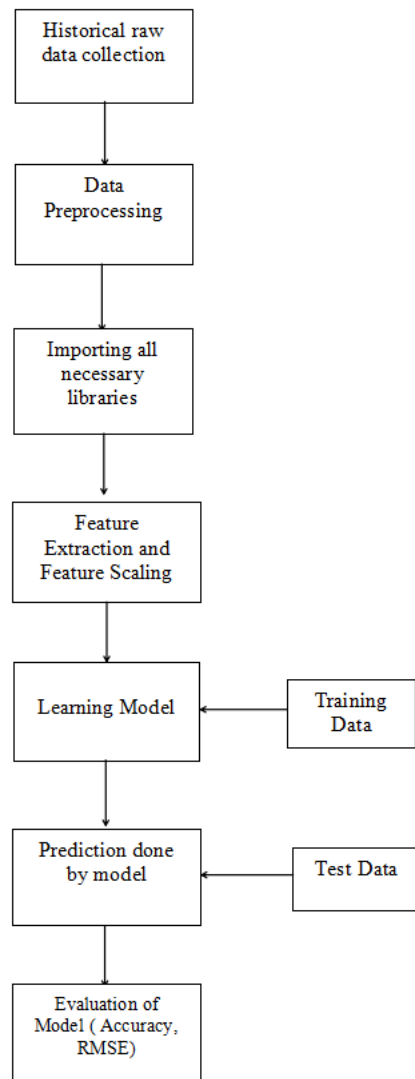 Historical raw
data collection
Data
Preprocessing
Importing all
necessary
libraries
Feature
Extraction and
Feature Scaling
Learning Model
Training
Data
Prediction done
by model
Test Data
Evaluation of
Model ( Accuracy,
RMSE)